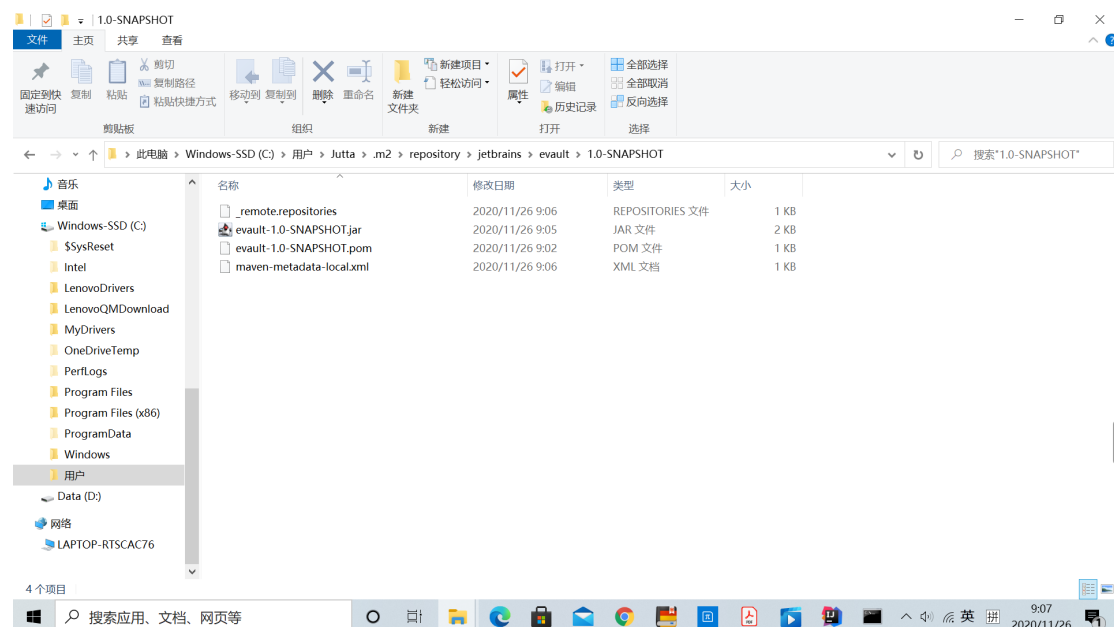 1.0-SNAPSHOT
文件 主页 共享 查看
固定到快速访问
复制
粘贴
剪切
复制路径
粘贴快捷方式
移动到 复制到 删除 重命名
新建文件夹
新建项目
轻松访问
属性
打开
编辑
历史记录
全部选择
全部取消
反向选择
剪贴板 组织 新建 打开 选择
此电脑 > Windows-SSD (C:) > 用户 > Jutta > .m2 > repository > jetbrains > evault > 1.0-SNAPSHOT
搜索"1.0-SNAPSHOT"
音乐
桌面
Windows-SSD (C:)
$SysReset
Intel
LenovoDrivers
LenovoQMDownload
MyDrivers
OneDriveTemp
PerfLogs
Program Files
Program Files (x86)
ProgramData
Windows
用户
Data (D:)
网络
LAPTOP-RTSCAC76
名称 修改日期 类型 大小
_remote.repositories 2020/11/26 9:06 REPOSITORIES 文件 1 KB
evault-1.0-SNAPSHOT.jar 2020/11/26 9:05 JAR 文件 2 KB
evault-1.0-SNAPSHOT.pom 2020/11/26 9:02 POM 文件 1 KB
maven-metadata-local.xml 2020/11/26 9:06 XML 文档 1 KB
4 个项目
搜索应用、文档、网页等
英 拼
9:07
2020/11/26
1